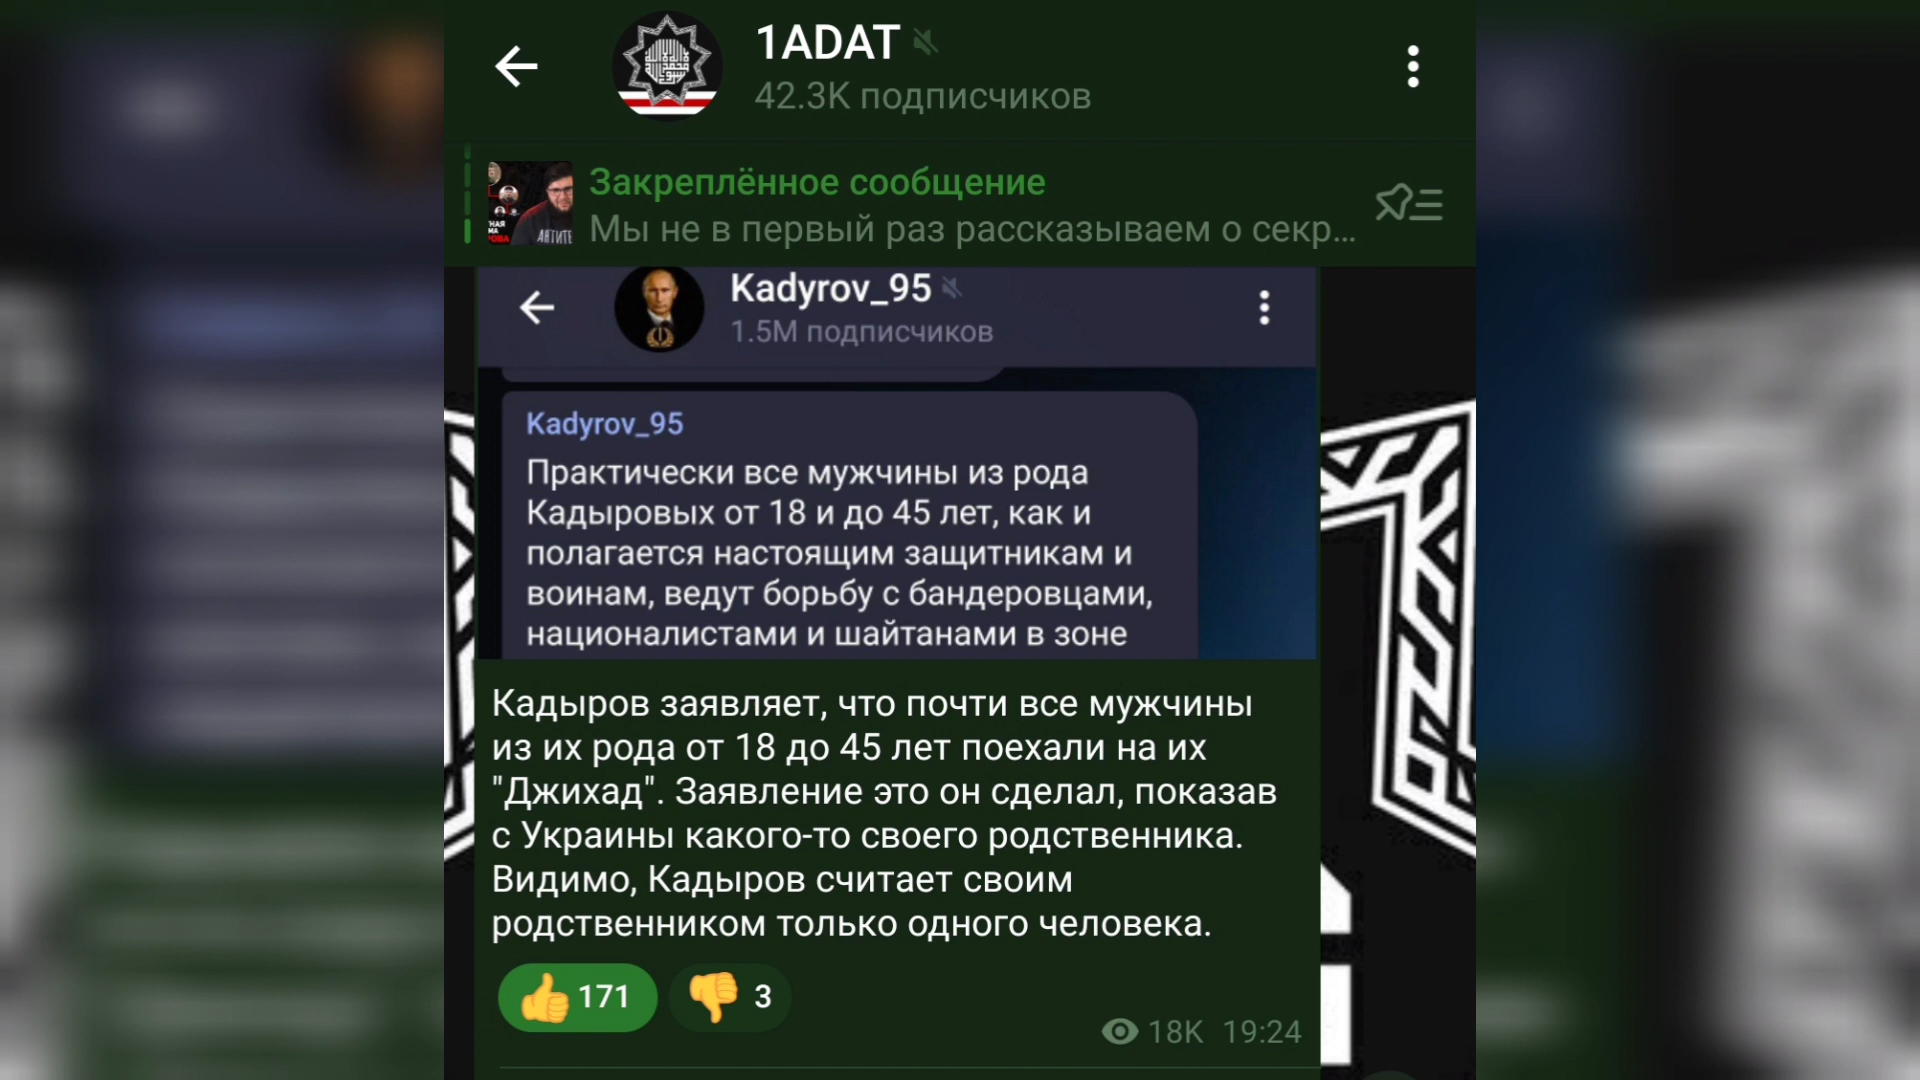 1ADAT
42.3K подписчиков
Закреплённое сообщение
Мы не в первый раз рассказываем о секр...
АНТИТЕ
Kadyrov_95
1.5M подписчиков
Kadyrov_95
Практически все мужчины из рода
Кадыровых от 18 и до 45 лет, как и
полагается настоящим защитникам и
воинам, ведут борьбу с бандеровцами,
националистами и шайтанами в зоне
Кадыров заявляет, что почти все мужчины
из их рода от 18 до 45 лет поехали на их
"Джихад". Заявление это он сделал, показав
с Украины какого-то своего родственника.
Видимо, Кадыров считает своим
родственником только одного человека.
171 3
18K 19:24